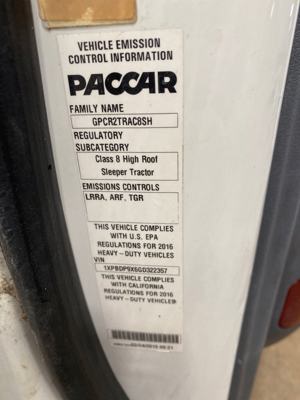 VEHICLE EMISSION
CONTROL INFORMATION
PACCAR
FAMILY NAME
GPCR2TRAC8SH
REGULATORY
SUBCATEGORY
Class 8 High Roof
Sleeper Tractor
EMISSIONS CONTROLS
LRRA, ARF, TGR
THIS VEHICLE COMPLIES
WITH U.S. EPA
REGULATIONS FOR 2016
HEAVY-DUTY VEHICLES
VIN
1XPBDP9X6GD322357
THIS VEHICLE COMPLIES
WITH CALIFORNIA
REGULATIONS FOR 2016
HEAVY-DUTY VEHICLES